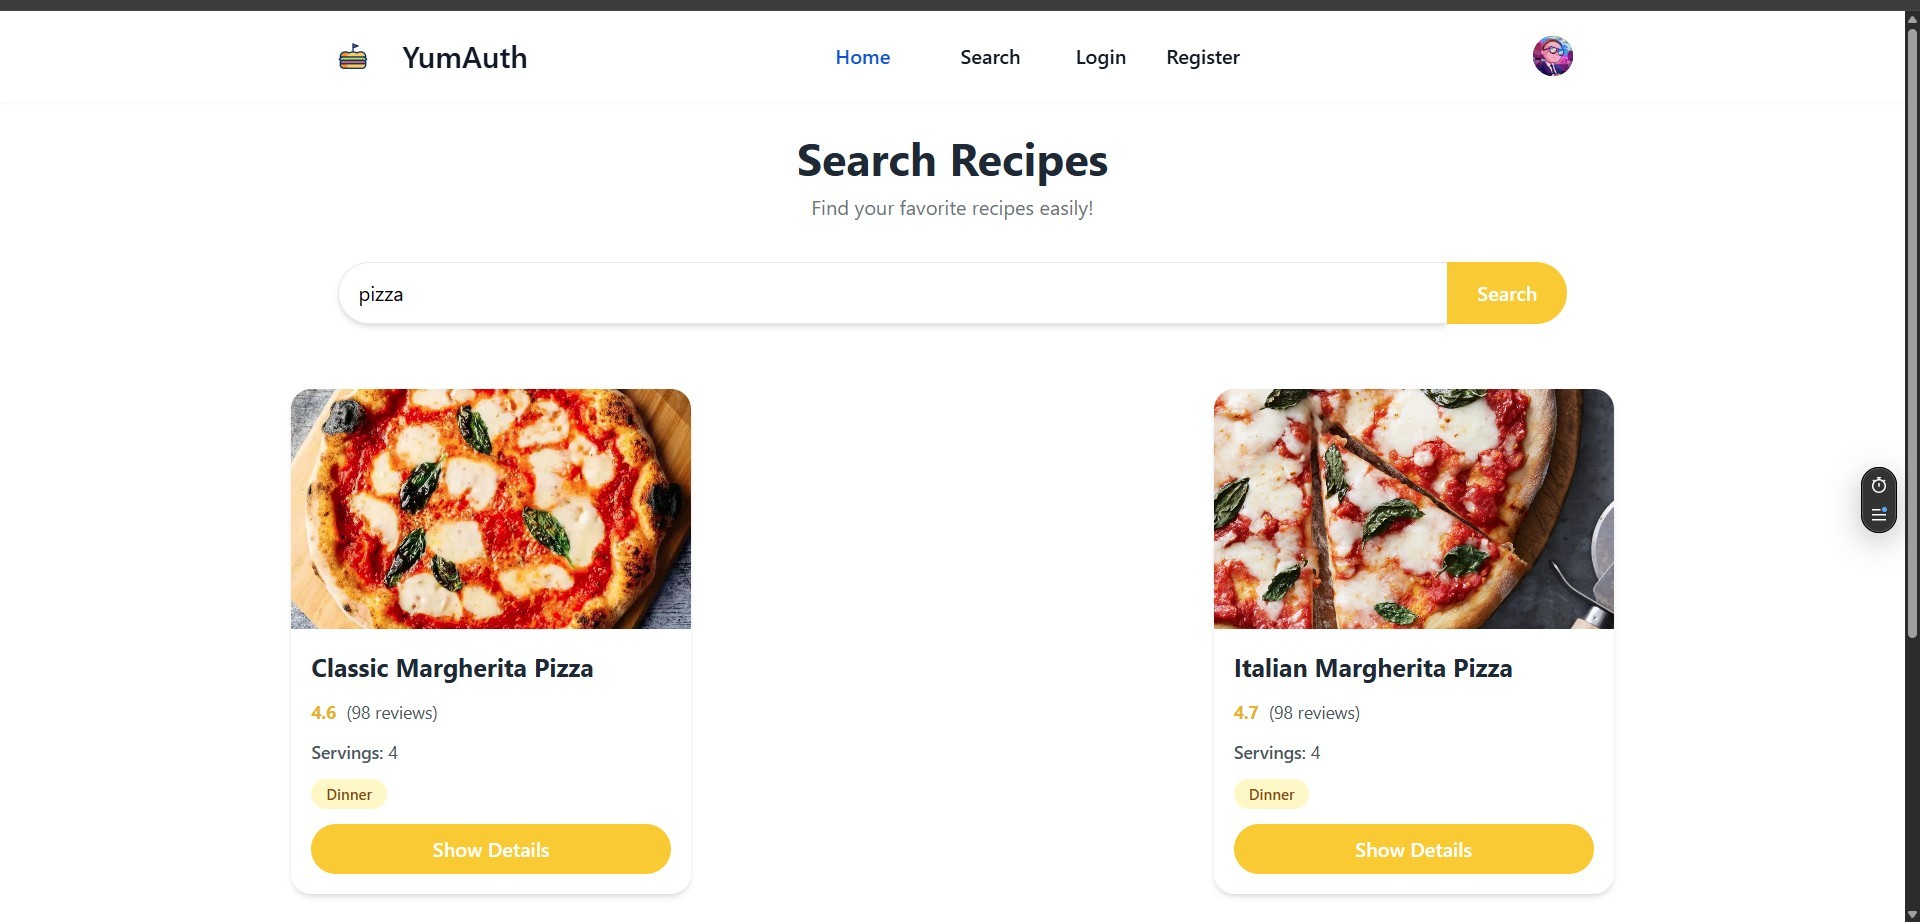 YumAuth
Home Search Login Register
Search Recipes
Find your favorite recipes easily!
pizza
Search
Classic Margherita Pizza
4.6 (98 reviews)
Servings: 4
Dinner
Show Details
Italian Margherita Pizza
4.7 (98 reviews)
Servings: 4
Dinner
Show Details